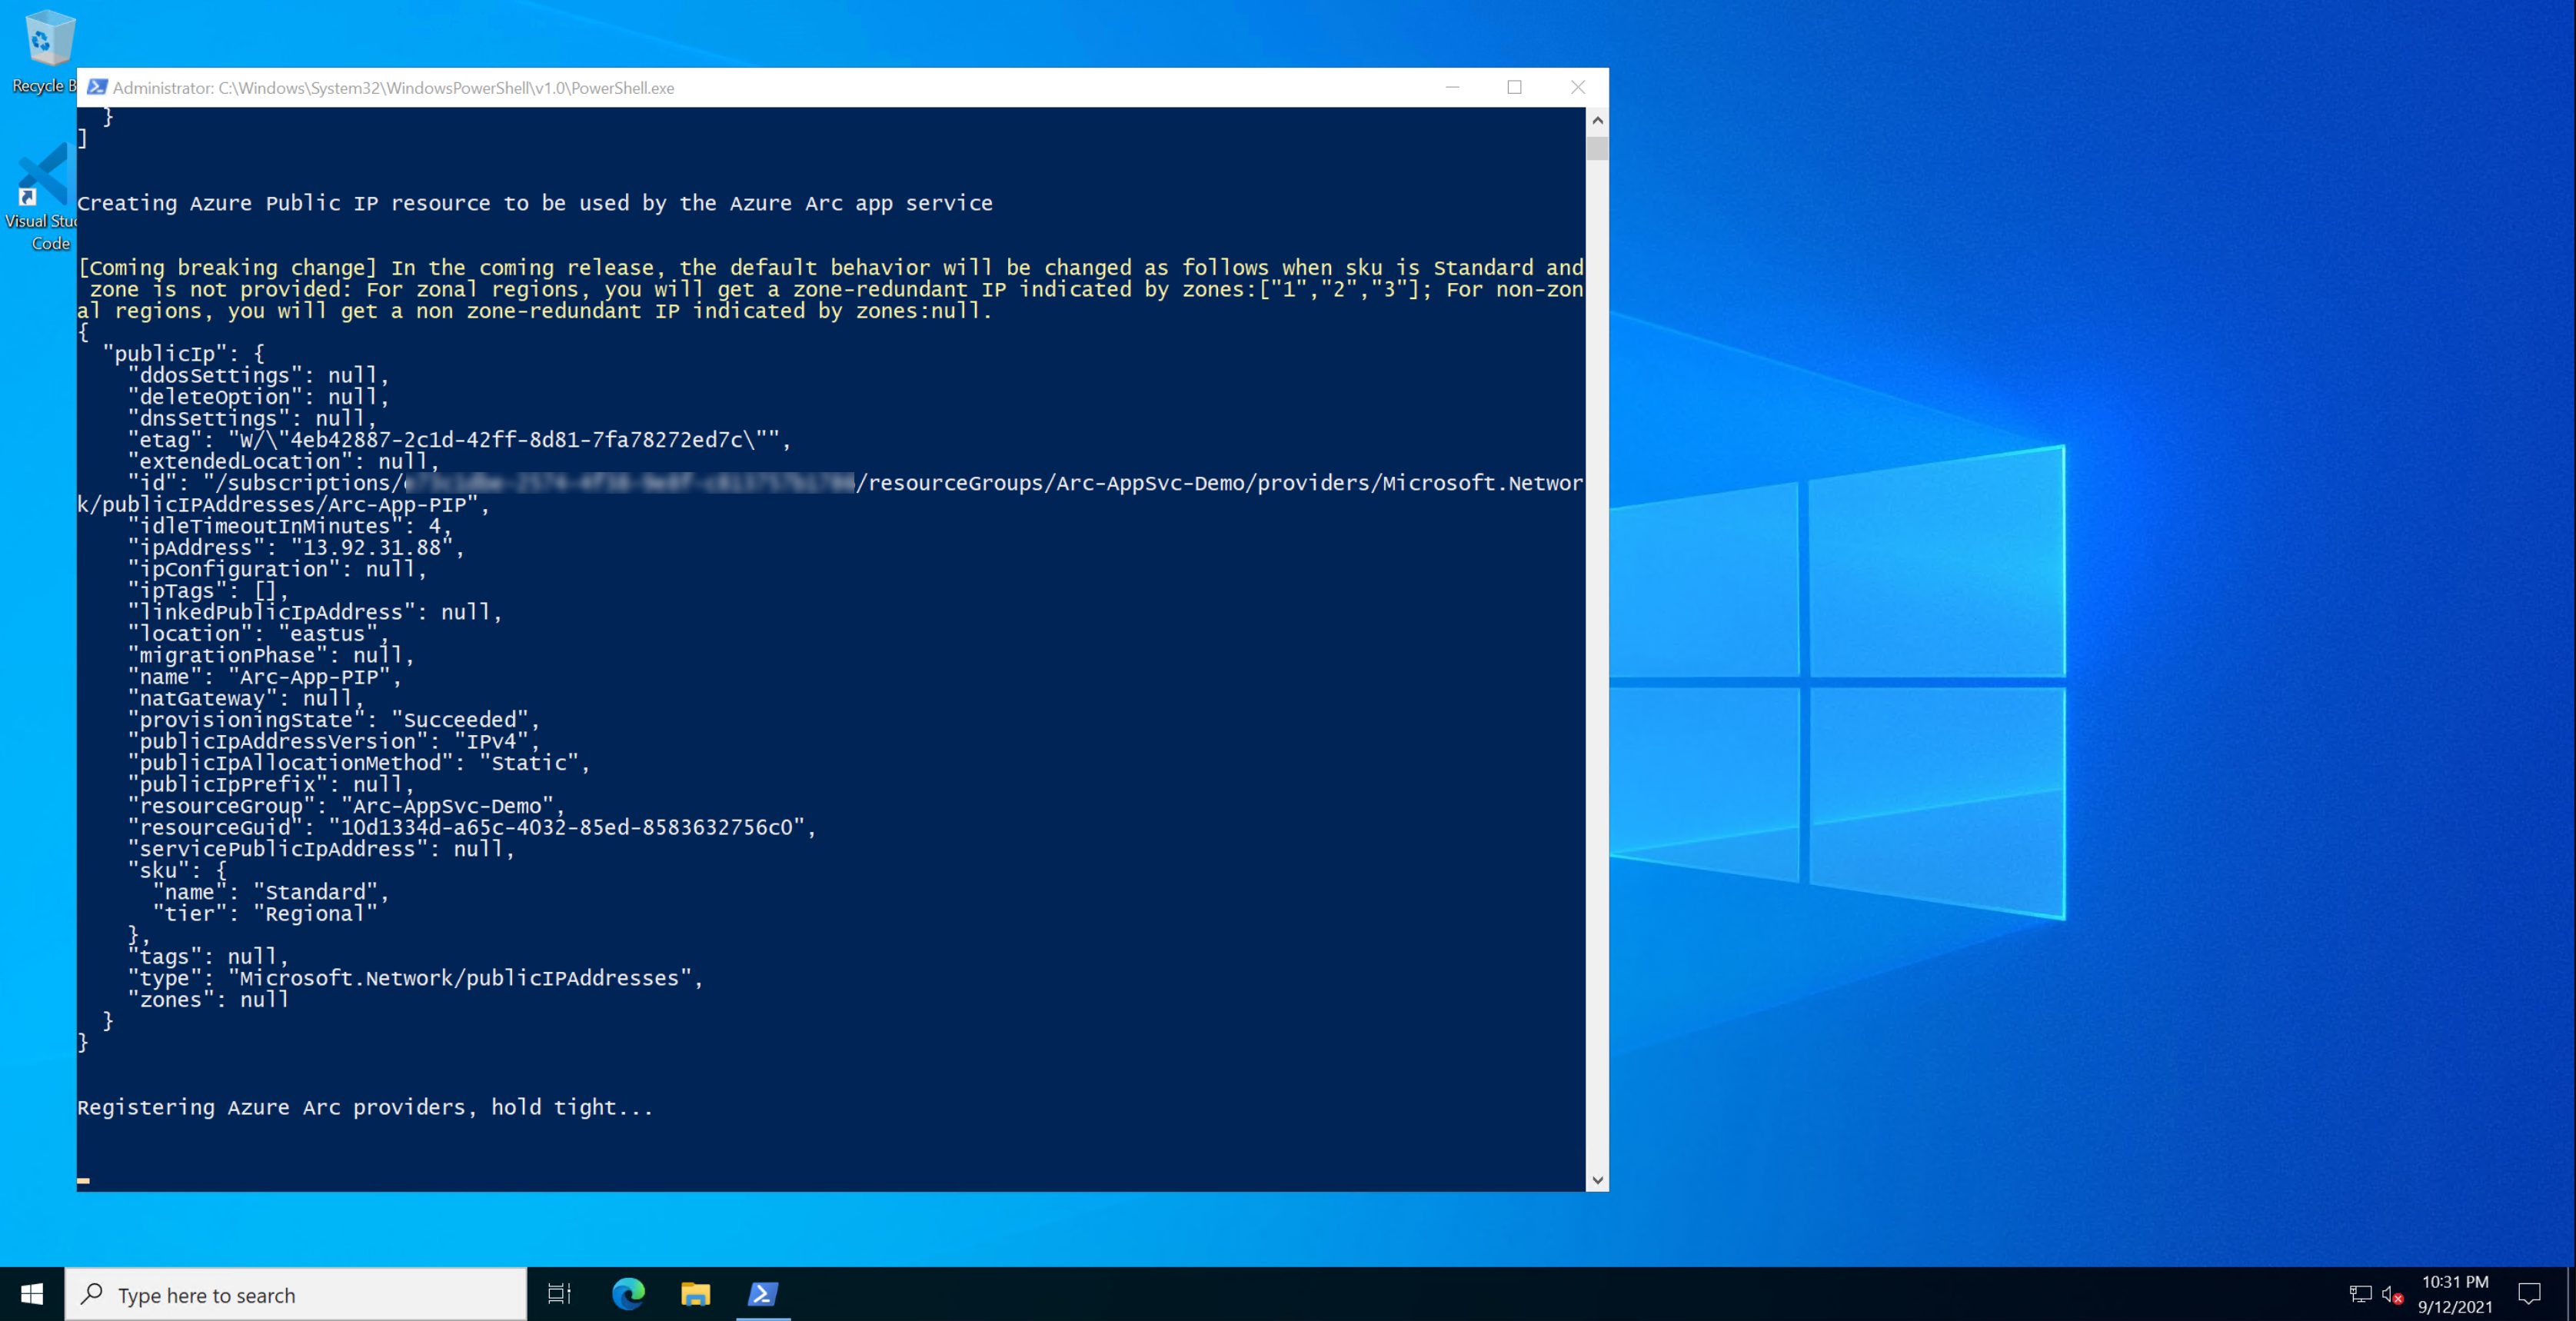 Recycle B
Visual Stu
Code
Administrator: C:\Windows\System32\WindowsPowerShell\v1.0\PowerShell.exe
}
]
Creating Azure Public IP resource to be used by the Azure Arc app service
[Coming breaking change] In the coming release, the default behavior will be changed as follows when sku is Standard and
zone is not provided: For zonal regions, you will get a zone-redundant IP indicated by zones:["1","2","3"]; For non-zon
al regions, you will get a non zone-redundant IP indicated by zones:null.
{
"publicIp": {
"ddosSettings": null,
"deleteOption": null,
"dnsSettings": null,
"etag": "W/\"4eb42887-2c1d-42ff-8d81-7fa78272ed7c\"",
"extendedLocation": null,
"id": "/subscriptions/ /resourceGroups/Arc-AppSvc-Demo/providers/Microsoft.Networ
k/publicIPAddresses/Arc-App-PIP",
"idleTimeoutInMinutes": 4,
"ipAddress": "13.92.31.88",
"ipConfiguration": null,
"ipTags": [],
"linkedPublicIpAddress": null,
"location": "eastus",
"migrationPhase": null,
"name": "Arc-App-PIP",
"natGateway": null,
"provisioningState": "Succeeded",
"publicIpAddressVersion": "IPv4",
"publicIpAllocationMethod": "Static",
"publicIpPrefix": null,
"resourceGroup": "Arc-AppSvc-Demo",
"resourceGuid": "10d1334d-a65c-4032-85ed-8583632756c0",
"servicePublicIpAddress": null,
"sku": {
"name": "Standard",
"tier": "Regional"
},
"tags": null,
"type": "Microsoft.Network/publicIPAddresses",
"zones": null
}
}
Registering Azure Arc providers, hold tight...
Type here to search
10:31 PM
9/12/2021